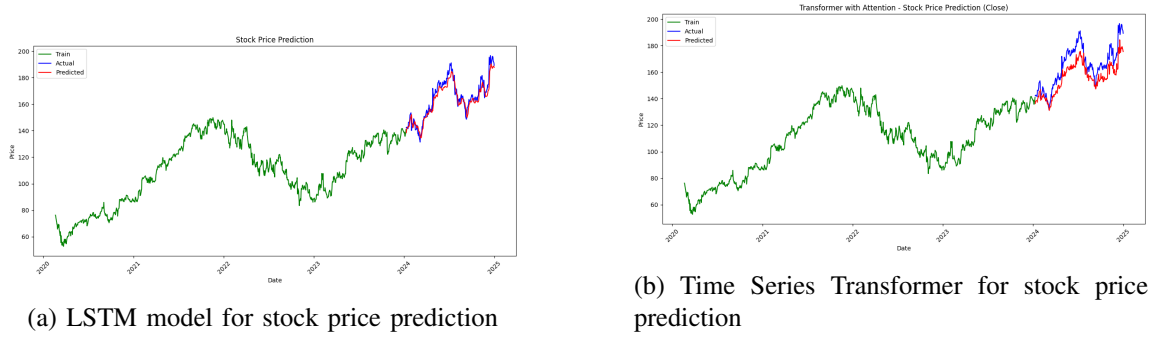 Stock Price Prediction
Train
Actual
Predicted
200
180
160
140
120
100
80
60
Price
2020
2021
2022
2023
2024
2025
Date
(a) LSTM model for stock price prediction
Transformer with Attention - Stock Price Prediction (Close)
Train
Actual
Predicted
200
180
160
140
120
100
80
60
Price
2020
2021
2022
2023
2024
2025
Date
(b) Time Series Transformer for stock price
prediction